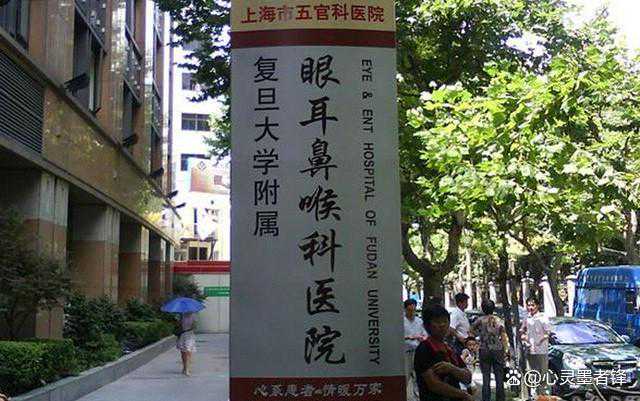 上海市五官科医院
复旦大学附属
眼耳鼻喉科医院
EYE & ENT HOSPITAL OF FUDAN UNIVERSITY
心系患者 情暖万家
@心灵墨者锋